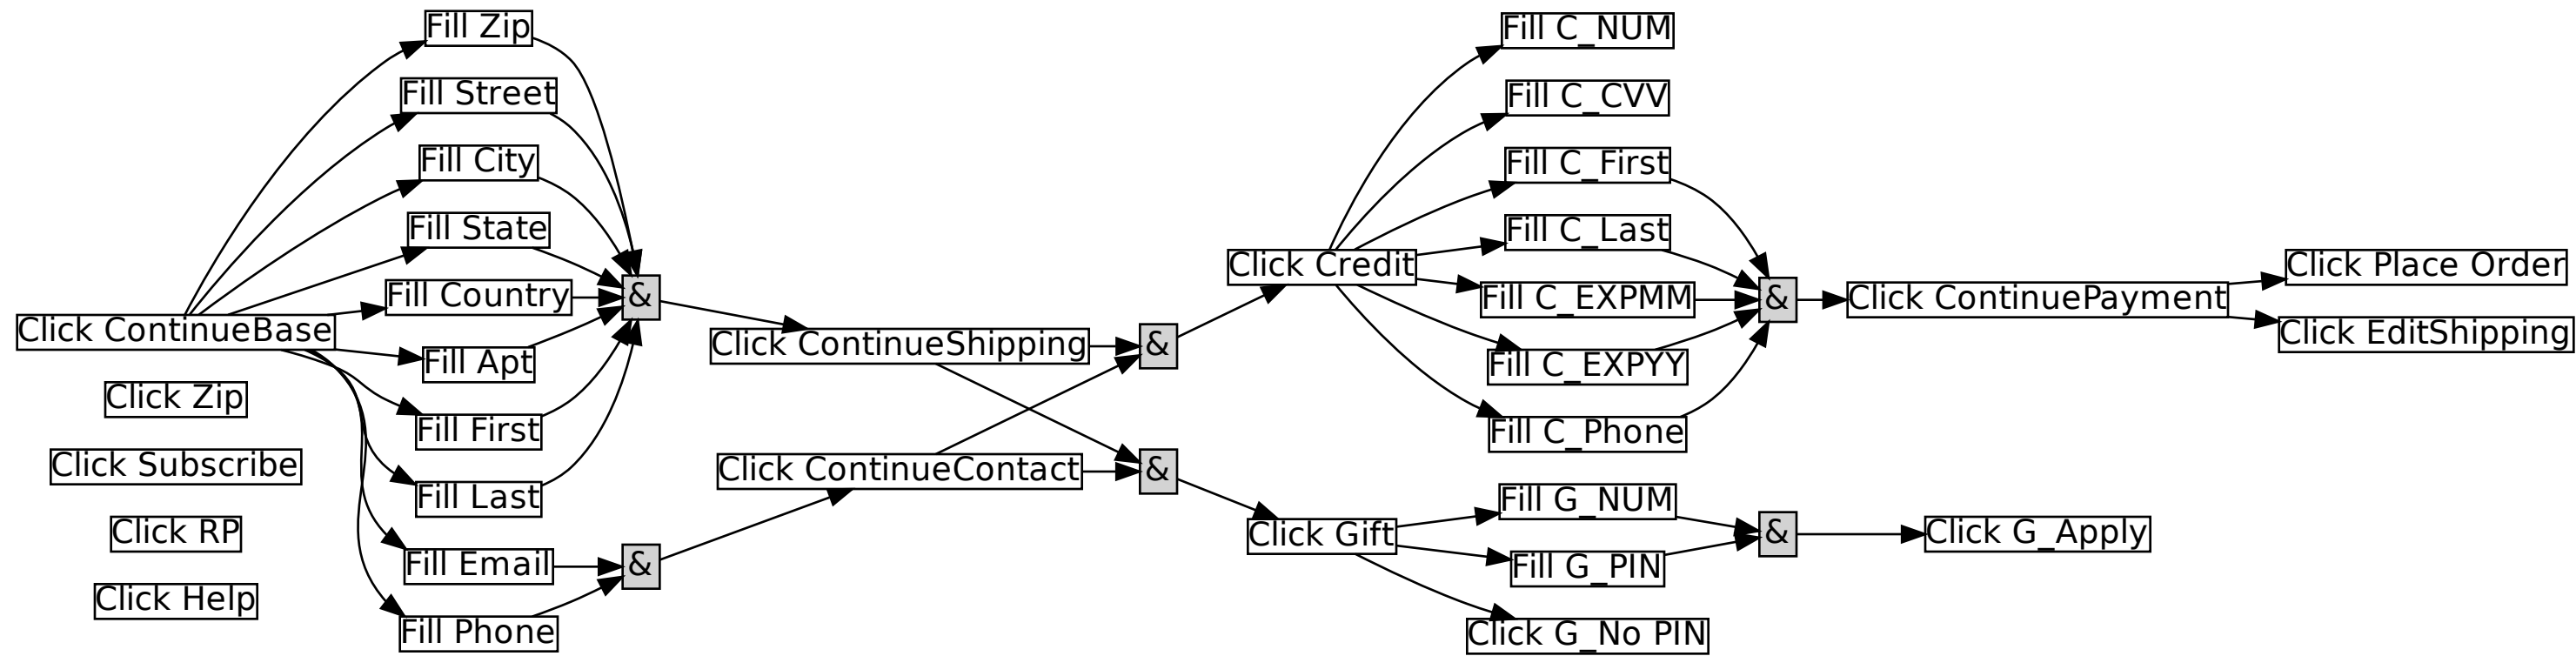 Click ContinueBase
Click Zip
Click Subscribe
Click RP
Click Help
Fill Zip
Fill Street
Fill City
Fill State
Fill Country
Fill Apt
Fill First
Fill Last
Fill Email
Fill Phone
&
&
Click ContinueShipping
Click ContinueContact
&
&
Click Credit
Click Gift
Fill C_NUM
Fill C_CVV
Fill C_First
Fill C_Last
Fill C_EXPMM
Fill C_EXPYY
Fill C_Phone
Fill G_NUM
Fill G_PIN
Click G_No PIN
&
&
Click ContinuePayment
Click G_Apply
Click Place Order
Click EditShipping